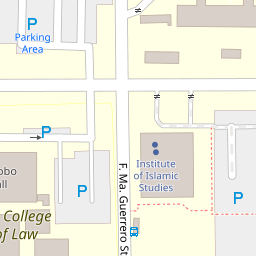 P
Parking
Area
P
F. Ma. Guerrero St
Institute
of Islamic
Studies
P
P
College
of Law